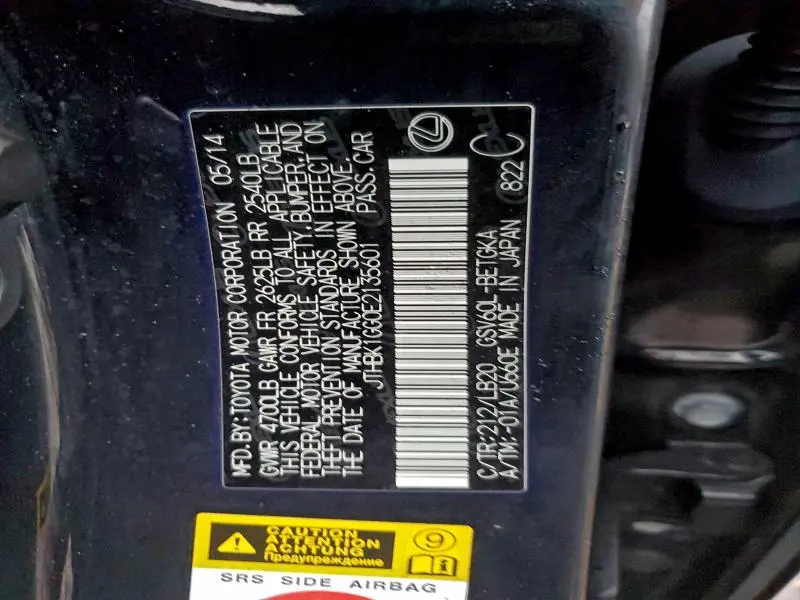 MFD.BY:TOYOTA MOTOR CORPORATION 05/14
GVWR 4700LB GAWR FR 2625LB RR 2540LB
THIS VEHICLE CONFORMS TO ALL APPLICABLE
FEDERAL MOTOR VEHICLE SAFETY, BUMPER, AND
THEFT PREVENTION STANDARDS IN EFFECT ON
THE DATE OF MANUFACTURE SHOWN ABOVE.
JTHBK1GG0E2135601 PASS.CAR
C/TR:212/LB20 GSV60L-BETGKA
A/TM:-01A/U660E MADE IN JAPAN 822 C
CAUTION
ATTENTION
ACHTUNG
Предупреждение
9
i
SRS SIDE AIRBAG